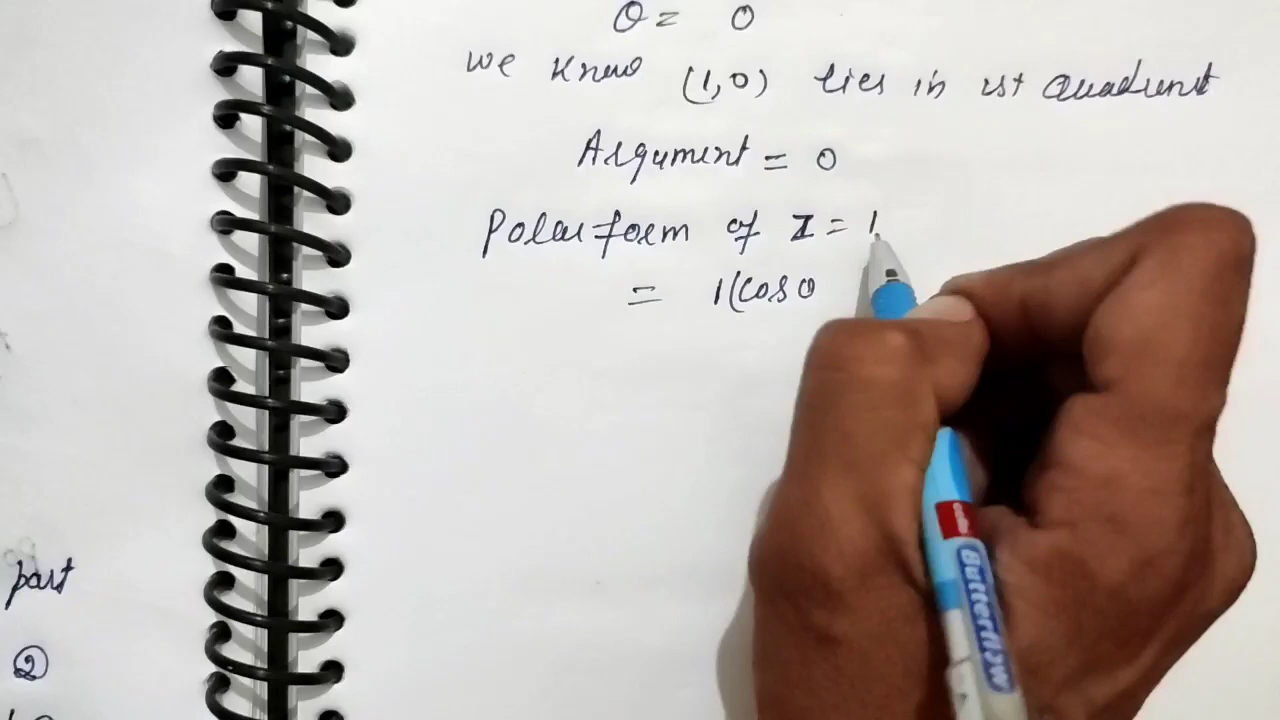 part
②
θ = 0
we know (1,0) lies in 1st Quadrant
Argument = 0
Polar form of z = 1
= 1(cos 0
cello
Butterflow